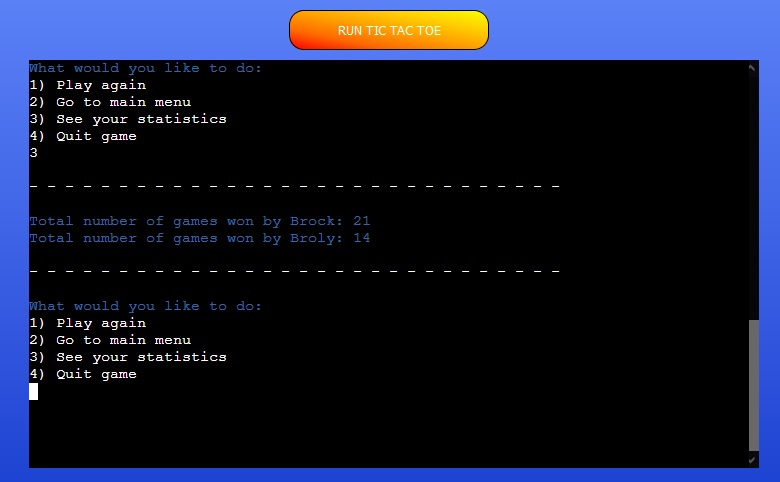 RUN TIC TAC TOE
What would you like to do:
1) Play again
2) Go to main menu
3) See your statistics
4) Quit game
3
_ _ _ _ _ _ _ _ _ _ _ _ _ _ _ _ _ _ _ _ _ _ _ _ _ _ _ _ _ _
Total number of games won by Brock: 21
Total number of games won by Broly: 14
_ _ _ _ _ _ _ _ _ _ _ _ _ _ _ _ _ _ _ _ _ _ _ _ _ _ _ _ _ _
What would you like to do:
1) Play again
2) Go to main menu
3) See your statistics
4) Quit game